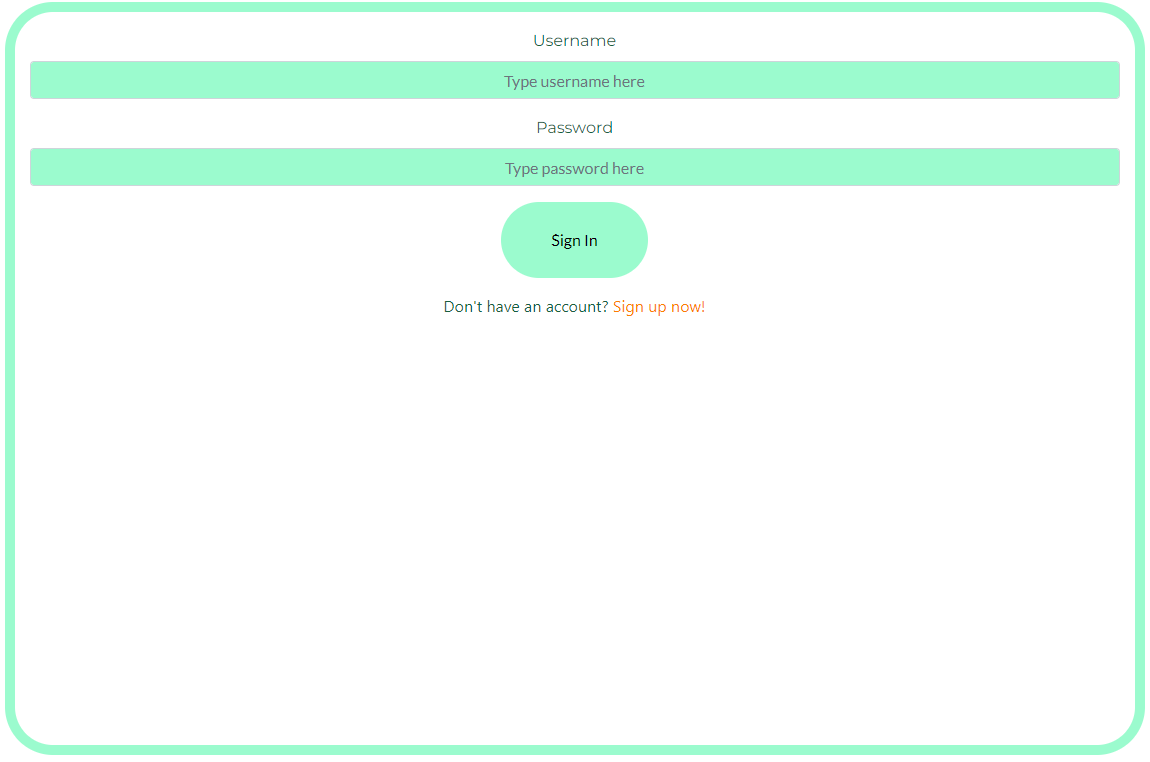 Username
Type username here
Password
Type password here
Sign In
Don't have an account? Sign up now!